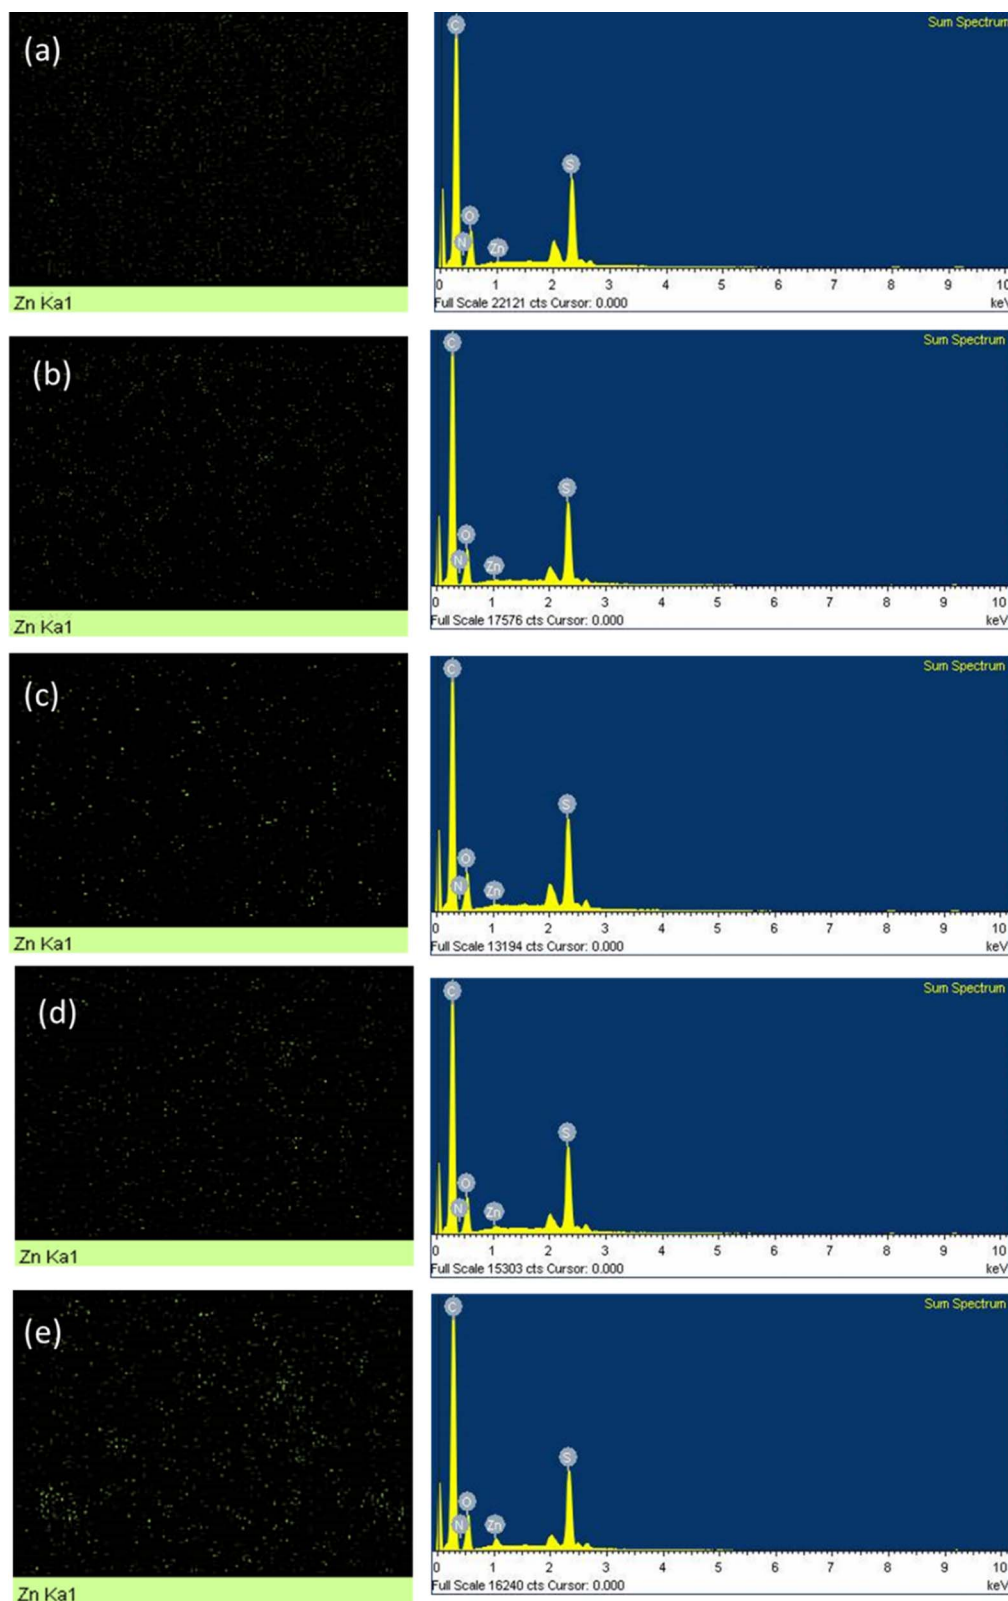 (a)
Zn Ka1
Sum Spectrum
C
S
O
N
Zn
0 1 2 3 4 5 6 7 8 9 10
Full Scale 22121 cts Cursor: 0.000 keV
(b)
Zn Ka1
Sum Spectrum
C
S
O
N
Zn
0 1 2 3 4 5 6 7 8 9 10
Full Scale 17576 cts Cursor: 0.000 keV
(c)
Zn Ka1
Sum Spectrum
C
S
O
N
Zn
0 1 2 3 4 5 6 7 8 9 10
Full Scale 13194 cts Cursor: 0.000 keV
(d)
Zn Ka1
Sum Spectrum
C
S
O
N
Zn
0 1 2 3 4 5 6 7 8 9 10
Full Scale 15303 cts Cursor: 0.000 keV
(e)
Zn Ka1
Sum Spectrum
C
S
O
N
Zn
0 1 2 3 4 5 6 7 8 9 10
Full Scale 16240 cts Cursor: 0.000 keV